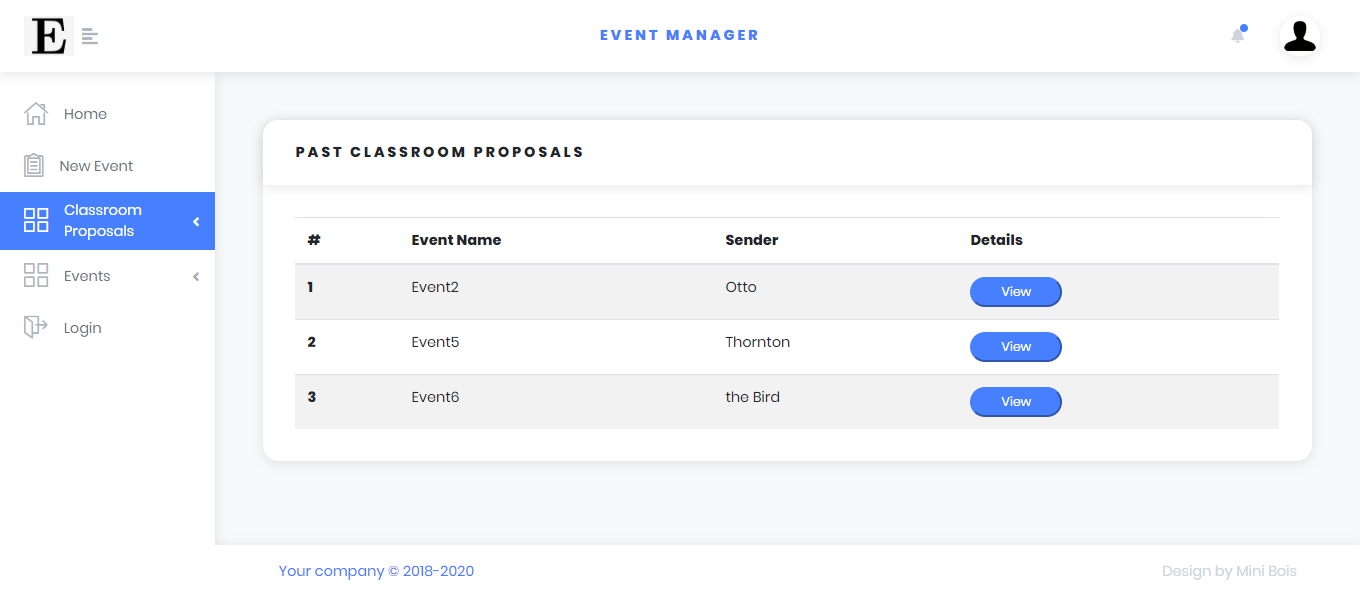 E
EVENT MANAGER
Home
New Event
Classroom
Proposals
Events
Login
PAST CLASSROOM PROPOSALS
# Event Name Sender Details
1 Event2 Otto View
2 Event5 Thornton View
3 Event6 the Bird View
Your company © 2018-2020 Design by Mini Bois